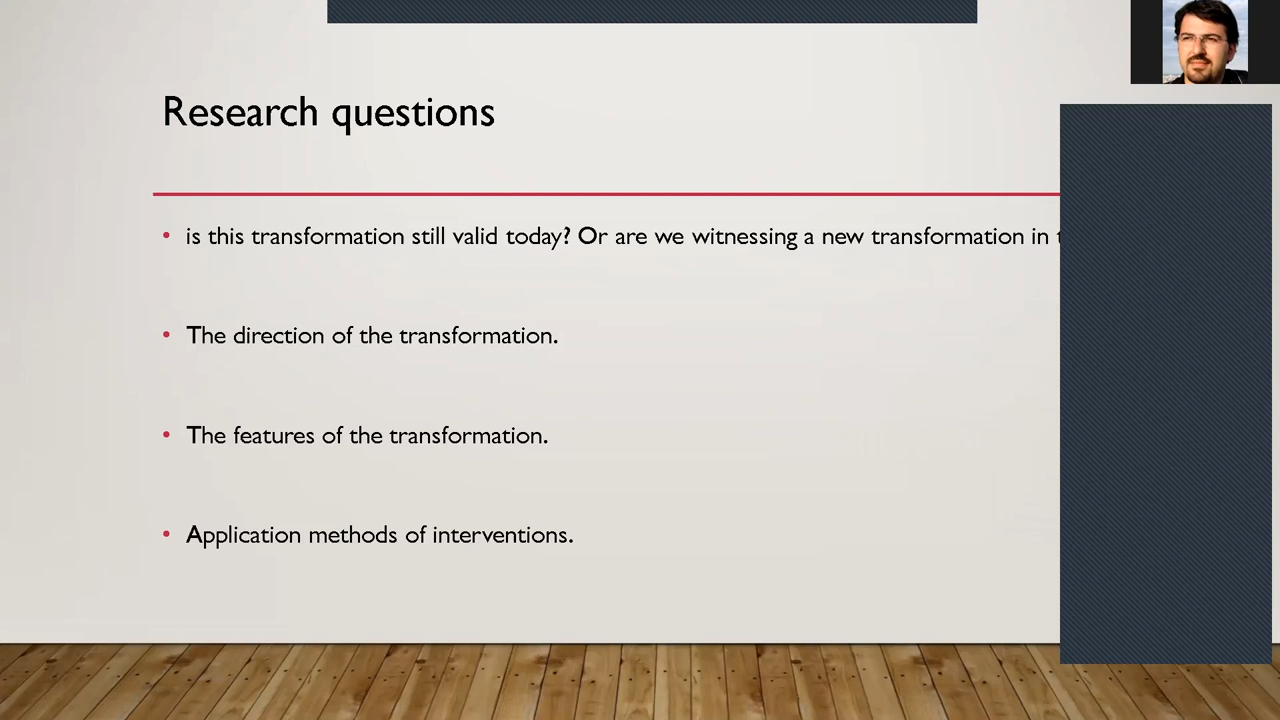 Research questions
is this transformation still valid today? Or are we witnessing a new transformation in
The direction of the transformation.
The features of the transformation.
Application methods of interventions.